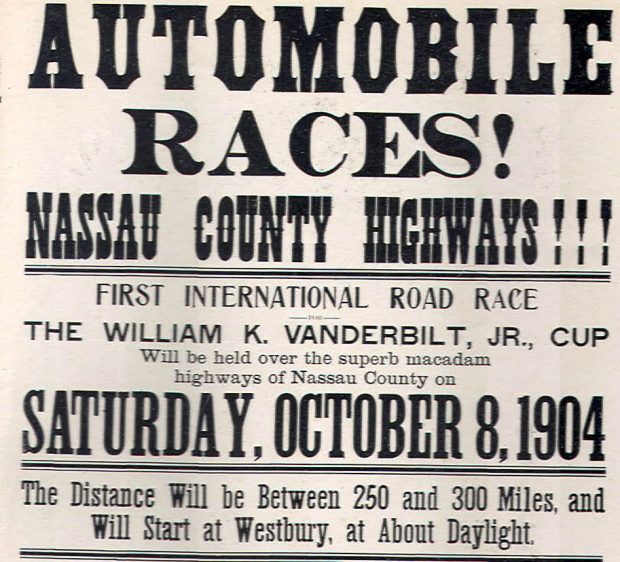 AUTOMOBILE
RACES!
NASSAU COUNTY HIGHWAYS!!!
FIRST INTERNATIONAL ROAD RACE
FOR
THE WILLIAM K. VANDERBILT, JR., CUP
Will be held over the superb macadam
highways of Nassau County on
SATURDAY, OCTOBER 8, 1904
The Distance Will be Between 250 and 300 Miles, and
Will Start at Westbury, at About Daylight.